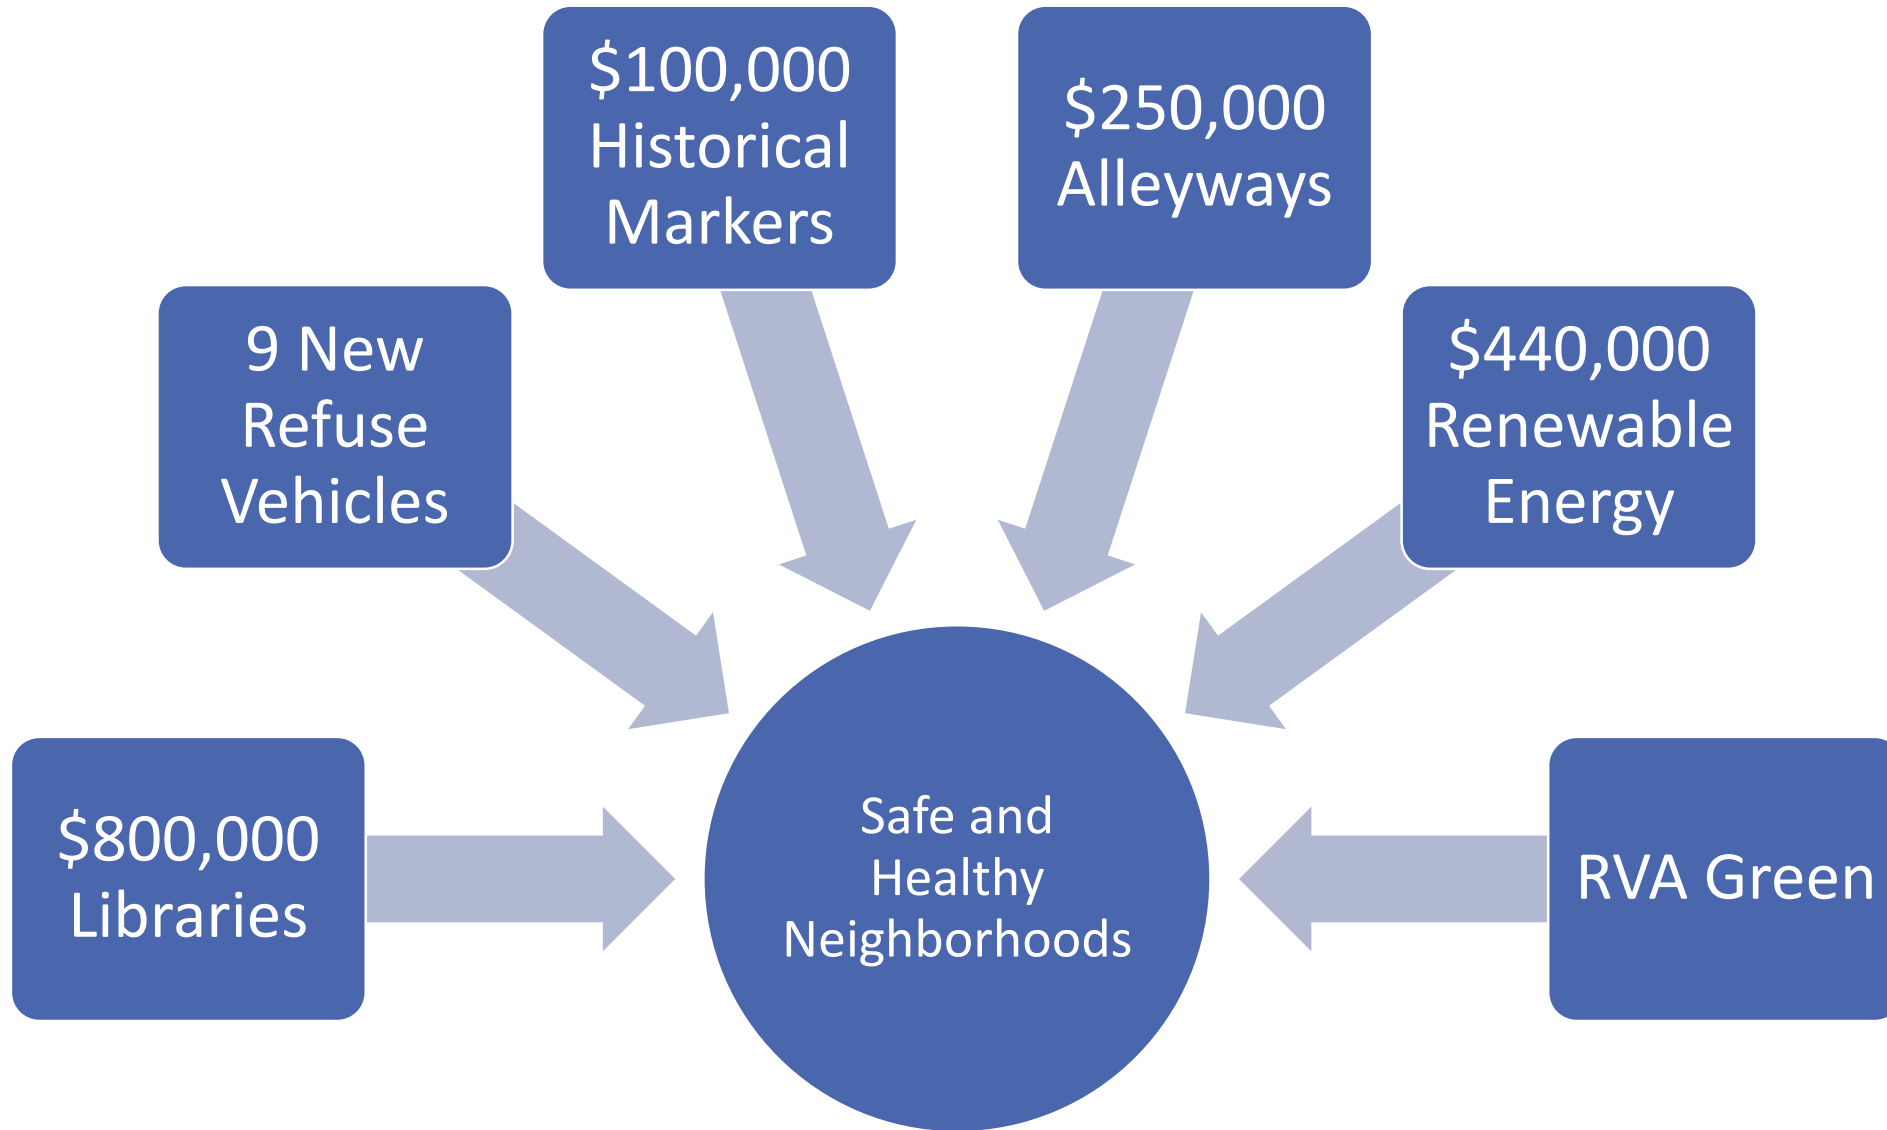 $100,000
Historical
Markers
$250,000
Alleyways
9 New
Refuse
Vehicles
$440,000
Renewable
Energy
$800,000
Libraries
Safe and
Healthy
Neighborhoods
RVA Green